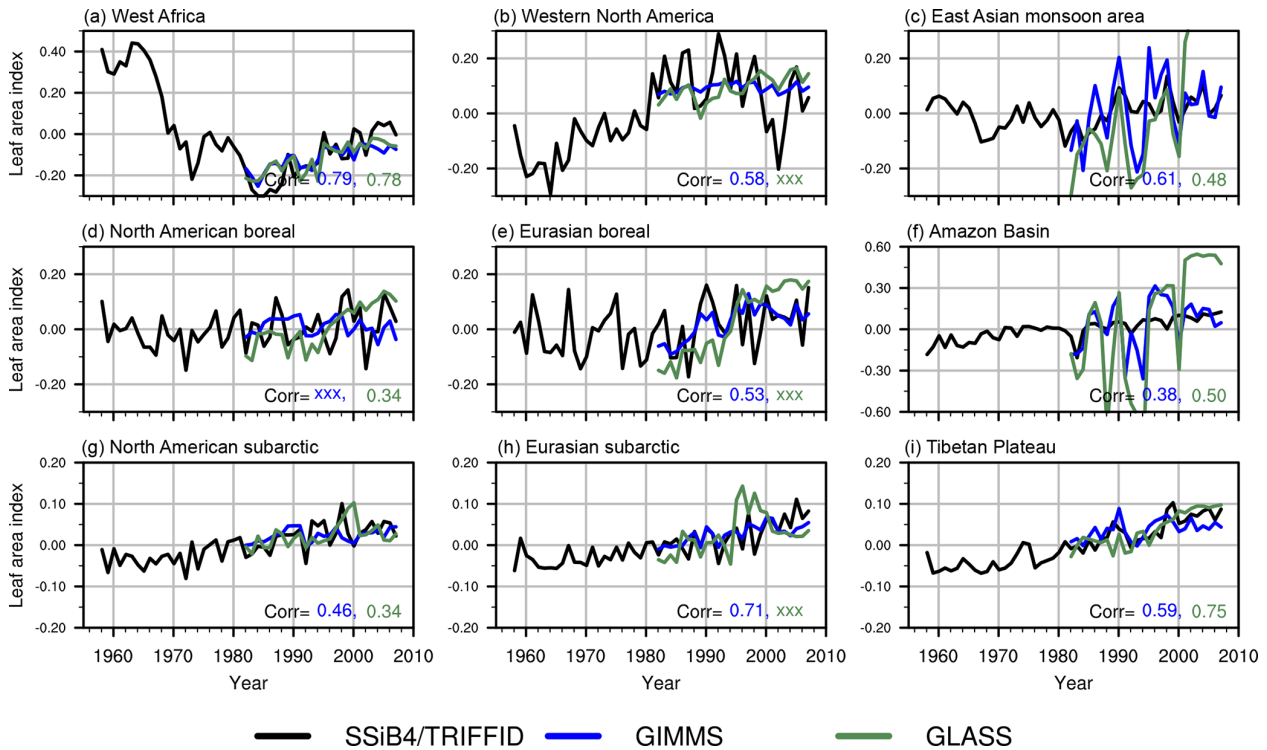 (a) West Africa
(b) Western North America
(c) East Asian monsoon area
Leaf area index
0.40
0.20
0.00
-0.20
Corr= 0.79, 0.78
0.20
0.00
-0.20
Corr= 0.58, xxx
0.20
0.00
-0.20
Corr= 0.61, 0.48
(d) North American boreal
(e) Eurasian boreal
(f) Amazon Basin
Leaf area index
0.20
0.00
-0.20
Corr= xxx, 0.34
0.20
0.00
-0.20
Corr= 0.53, xxx
0.60
0.30
0.00
-0.30
-0.60
Corr= 0.38, 0.50
(g) North American subarctic
(h) Eurasian subarctic
(i) Tibetan Plateau
Leaf area index
0.20
0.10
0.00
-0.10
-0.20
Corr= 0.46, 0.34
0.20
0.10
0.00
-0.10
-0.20
Corr= 0.71, xxx
0.20
0.10
0.00
-0.10
-0.20
Corr= 0.59, 0.75
1960 1970 1980 1990 2000 2010
1960 1970 1980 1990 2000 2010
1960 1970 1980 1990 2000 2010
Year
Year
Year
SSiB4/TRIFFID GIMMS GLASS